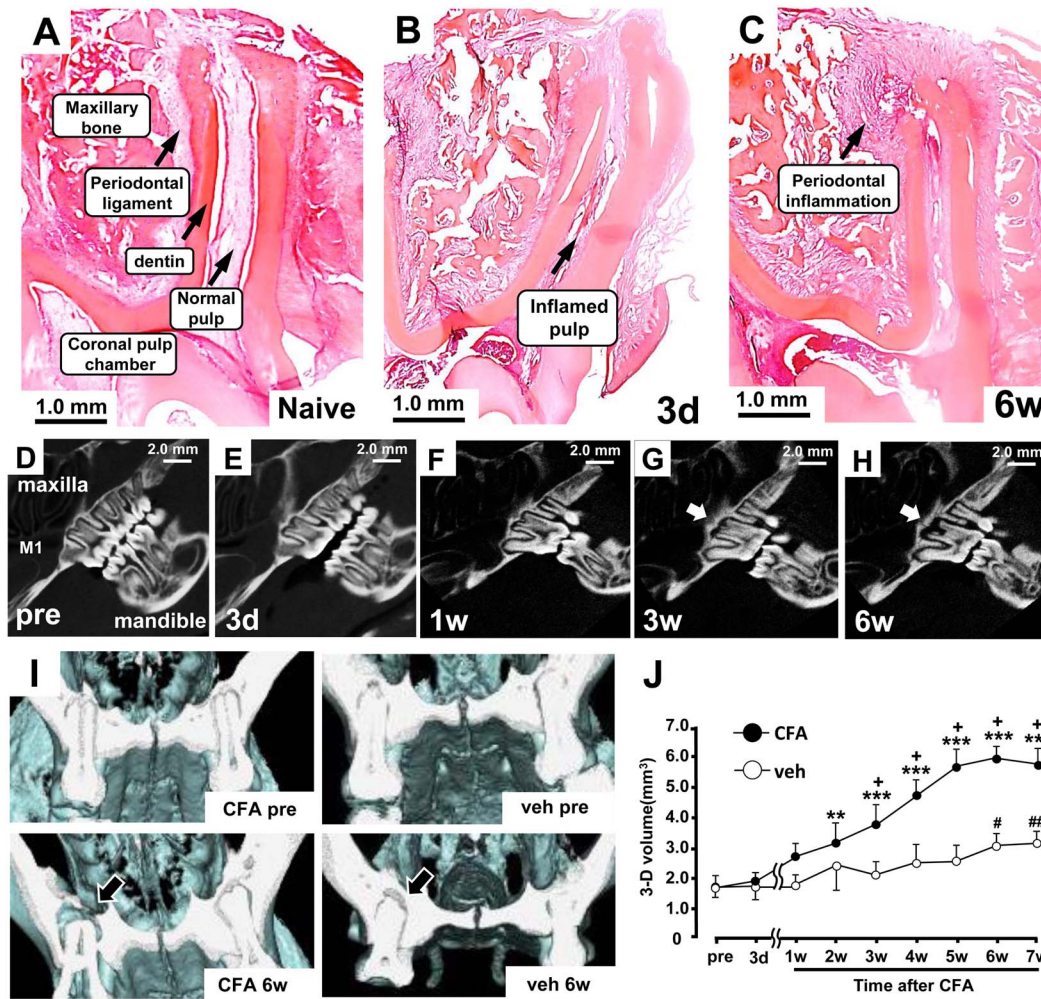 A
Maxillary
bone
Periodontal
ligament
dentin
Normal
pulp
Coronal pulp
chamber
1.0 mm
Naive
B
Inflamed
pulp
1.0 mm
3d
C
Periodontal
inflammation
1.0 mm
6w
D
2.0 mm
maxilla
M1
mandible
pre
E
2.0 mm
3d
F
2.0 mm
1w
G
2.0 mm
3w
H
2.0 mm
6w
I
CFA pre
veh pre
CFA 6w
veh 6w
J
CFA
veh
3-D volume(mm³)
7.0
6.0
5.0
4.0
3.0
2.0
1.0
0
**
+
***
+
***
+
***
+
***
+
**
#
##
pre 3d 1w 2w 3w 4w 5w 6w 7
Time after CFA